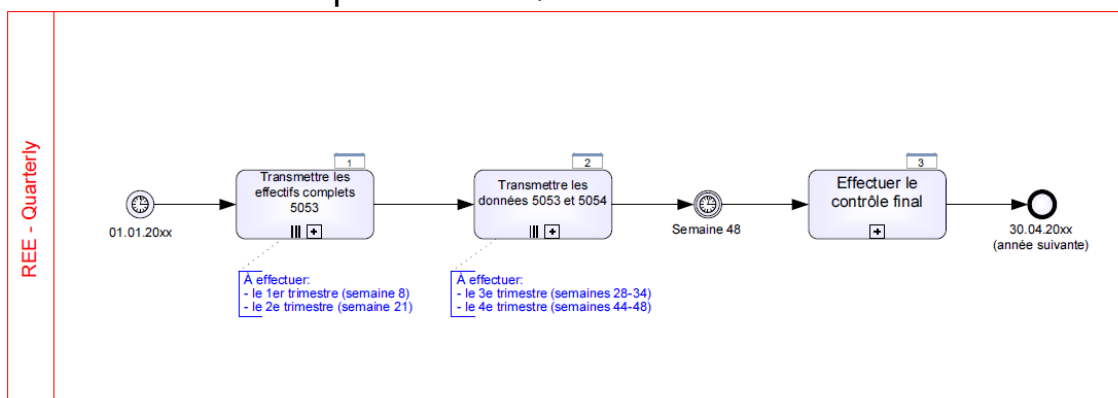 REE - Quarterly
1
Transmettre les
effectifs complets
5053
2
Transmettre les
données 5053 et 5054
3
Effectuer le
contrôle final
01.01.20xx
Semaine 48
30.04.20xx
(année suivante)
À effectuer:
- le 1er trimestre (semaine 8)
- le 2e trimestre (semaine 21)
À effectuer:
- le 3e trimestre (semaines 28-34)
- le 4e trimestre (semaines 44-48)